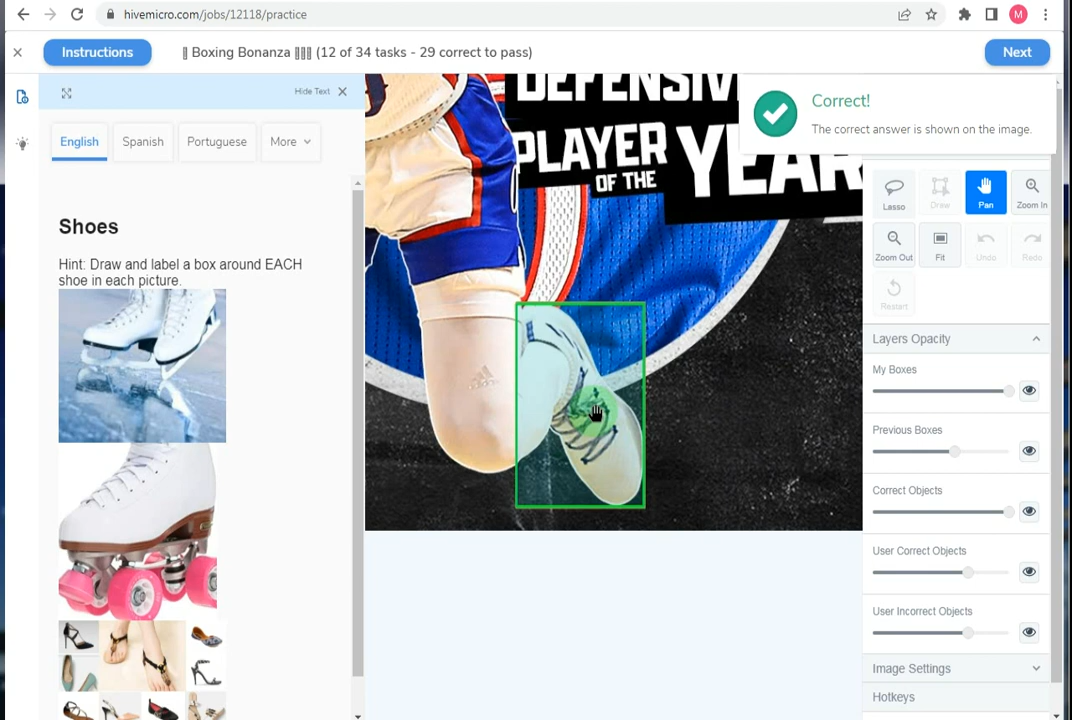 hivemicro.com/jobs/12118/practice
M
Instructions
Boxing Bonanza
(12 of 34 tasks - 29 correct to pass)
Next
Hide Text
English
Spanish
Portuguese
More
Shoes
Hint: Draw and label a box around EACH
shoe in each picture.
DEFENSIV
PLAYER
OF THE
YEAR
adidas
Correct!
The correct answer is shown on the image.
Lasso
Draw
Pan
Zoom In
Zoom Out
Fit
Undo
Redo
Restart
Layers Opacity
My Boxes
Previous Boxes
Correct Objects
User Correct Objects
User Incorrect Objects
Image Settings
Hotkeys